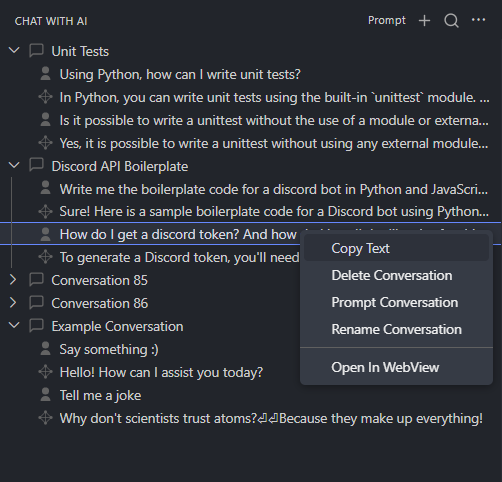 CHAT WITH AI
Prompt
Unit Tests
Using Python, how can I write unit tests?
In Python, you can write unit tests using the built-in `unittest` module. ...
Is it possible to write a unittest without the use of a module or externa...
Yes, it is possible to write a unittest without using any external module...
Discord API Boilerplate
Write me the boilerplate code for a discord bot in Python and JavaScri...
Sure! Here is a sample boilerplate code for a Discord bot using Python...
How do I get a discord token? And how
To generate a Discord token, you'll need
Conversation 85
Conversation 86
Example Conversation
Say something :)
Hello! How can I assist you today?
Tell me a joke
Why don't scientists trust atoms?⏎⏎Because they make up everything!
Copy Text
Delete Conversation
Prompt Conversation
Rename Conversation
Open In WebView